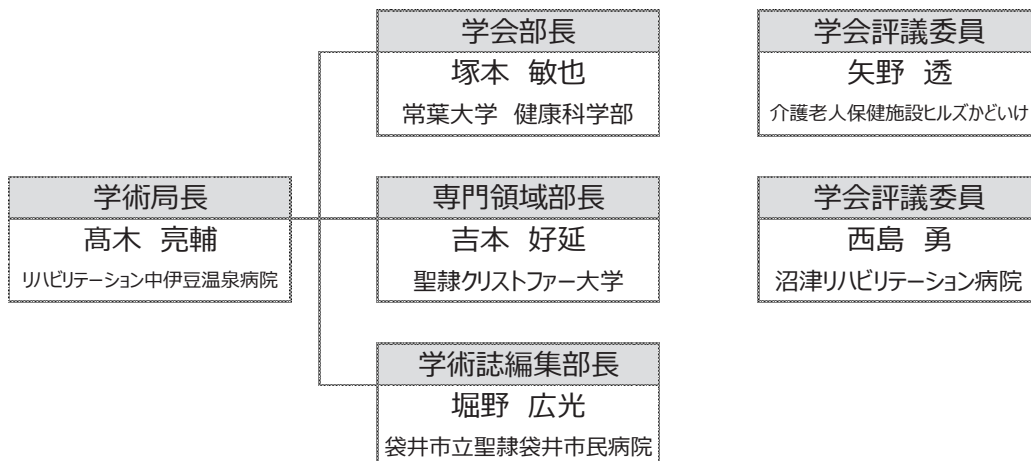 学会部長
塚本 敏也
常葉大学 健康科学部
学会評議委員
矢野 透
介護老人保健施設ヒルズかどいけ
学術局長
髙木 亮輔
リハビリテーション中伊豆温泉病院
専門領域部長
吉本 好延
聖隷クリストファー大学
学会評議委員
西島 勇
沼津リハビリテーション病院
学術誌編集部長
堀野 広光
袋井市立聖隷袋井市民病院